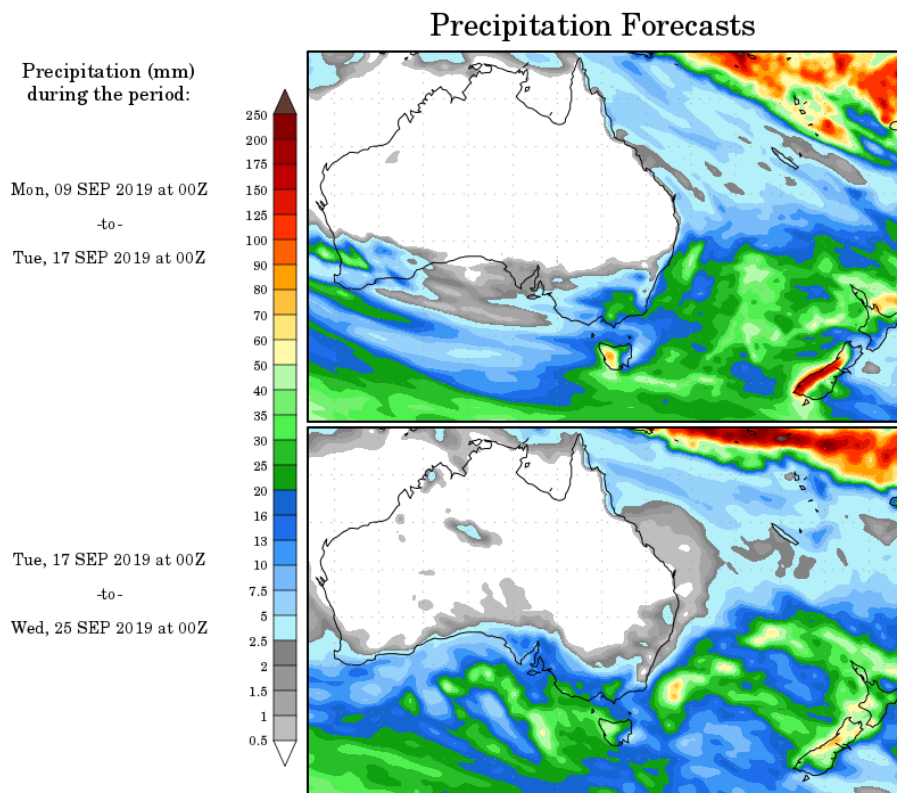 Precipitation Forecasts
Precipitation (mm)
during the period:
Mon, 09 SEP 2019 at 00Z
-to-
Tue, 17 SEP 2019 at 00Z
Tue, 17 SEP 2019 at 00Z
-to-
Wed, 25 SEP 2019 at 00Z
250
200
175
150
125
100
90
80
70
60
50
40
35
30
25
20
16
13
10
7.5
5
2.5
2
1.5
1
0.5